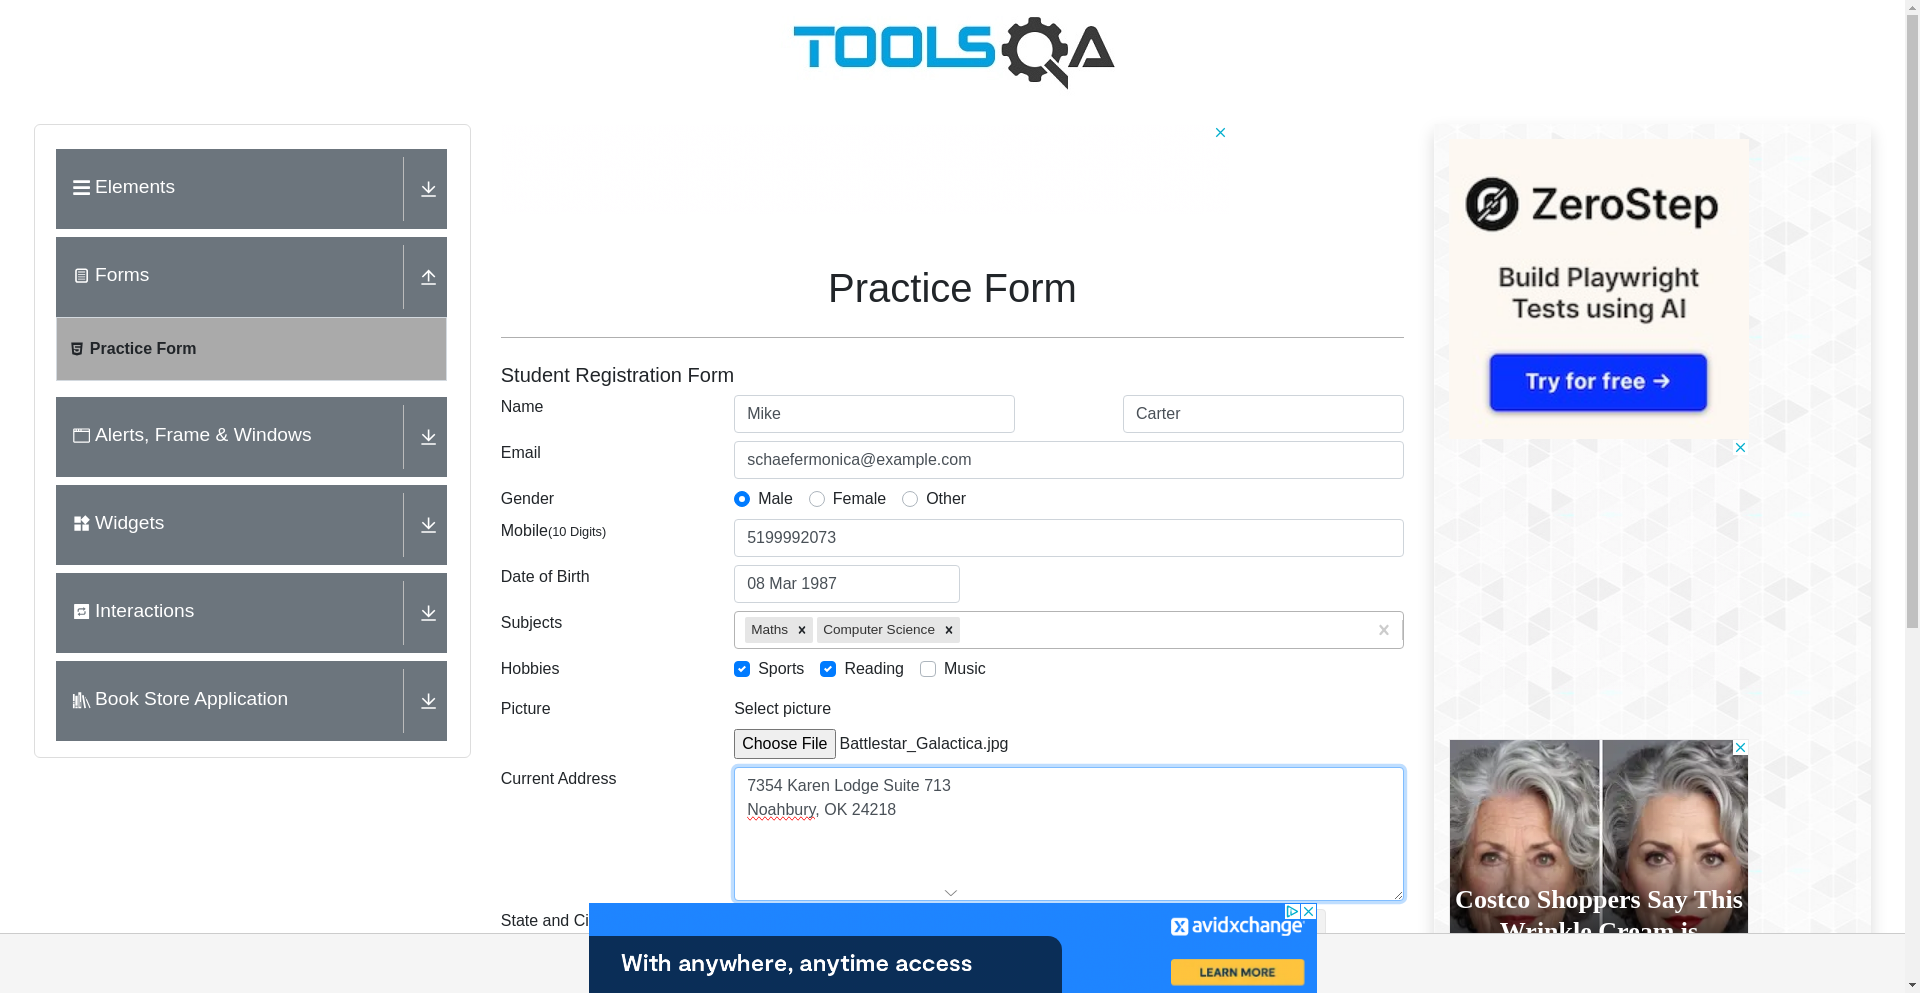 TOOLSQA
Elements
Forms
Practice Form
Alerts, Frame & Windows
Widgets
Interactions
Book Store Application
Practice Form
Student Registration Form
Name
Mike
Carter
Email
schaefermonica@example.com
Gender
Male
Female
Other
Mobile(10 Digits)
5199992073
Date of Birth
08 Mar 1987
Subjects
Maths
Computer Science
Hobbies
Sports
Reading
Music
Picture
Select picture
Choose File Battlestar_Galactica.jpg
Current Address
7354 Karen Lodge Suite 713
Noahbury, OK 24218
State and Ci
ZeroStep
Build Playwright
Tests using AI
Try for free →
Costco Shoppers Say This
Wrinkle Cream is
avidxchange
With anywhere, anytime access
LEARN MORE